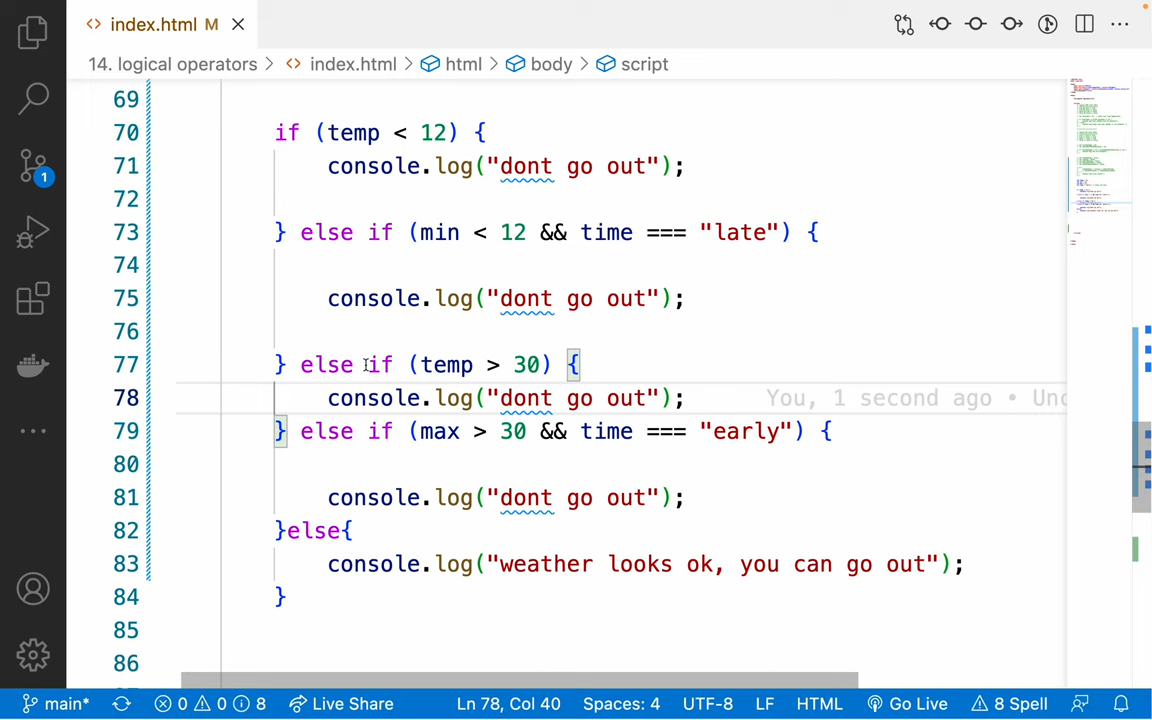 index.html M
14. logical operators > index.html > html > body > script
69
70 if (temp < 12) {
71 console.log("dont go out");
72
73 } else if (min < 12 && time === "late") {
74
75 console.log("dont go out");
76
77 } else if (temp > 30) {
78 console.log("dont go out"); You, 1 second ago • Unc
79 } else if (max > 30 && time === "early") {
80
81 console.log("dont go out");
82 }else{
83 console.log("weather looks ok, you can go out");
84 }
85
86
1
main* 0 0 8 Live Share Ln 78, Col 40 Spaces: 4 UTF-8 LF HTML Go Live 8 Spell